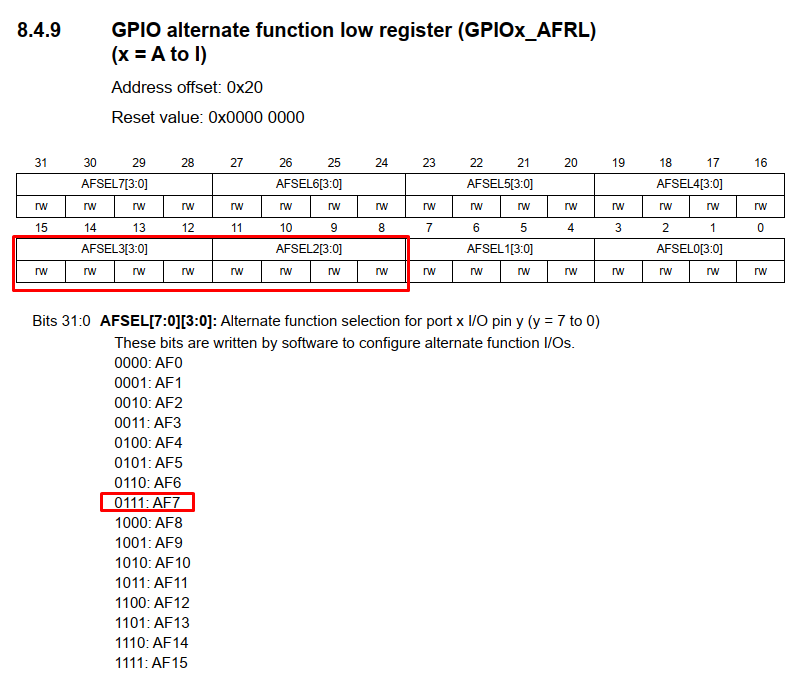 8.4.9 GPIO alternate function low register (GPIOx_AFRL)
(x = A to I)
Address offset: 0x20
Reset value: 0x0000 0000
31 30 29 28 27 26 25 24 23 22 21 20 19 18 17 16
AFSEL7[3:0] AFSEL6[3:0] AFSEL5[3:0] AFSEL4[3:0]
rw rw rw rw rw rw rw rw rw rw rw rw rw rw rw rw
15 14 13 12 11 10 9 8 7 6 5 4 3 2 1 0
AFSEL3[3:0] AFSEL2[3:0] AFSEL1[3:0] AFSEL0[3:0]
rw rw rw rw rw rw rw rw rw rw rw rw rw rw rw rw
Bits 31:0 AFSEL[7:0][3:0]: Alternate function selection for port x I/O pin y (y = 7 to 0)
These bits are written by software to configure alternate function I/Os.
0000: AF0
0001: AF1
0010: AF2
0011: AF3
0100: AF4
0101: AF5
0110: AF6
0111: AF7
1000: AF8
1001: AF9
1010: AF10
1011: AF11
1100: AF12
1101: AF13
1110: AF14
1111: AF15